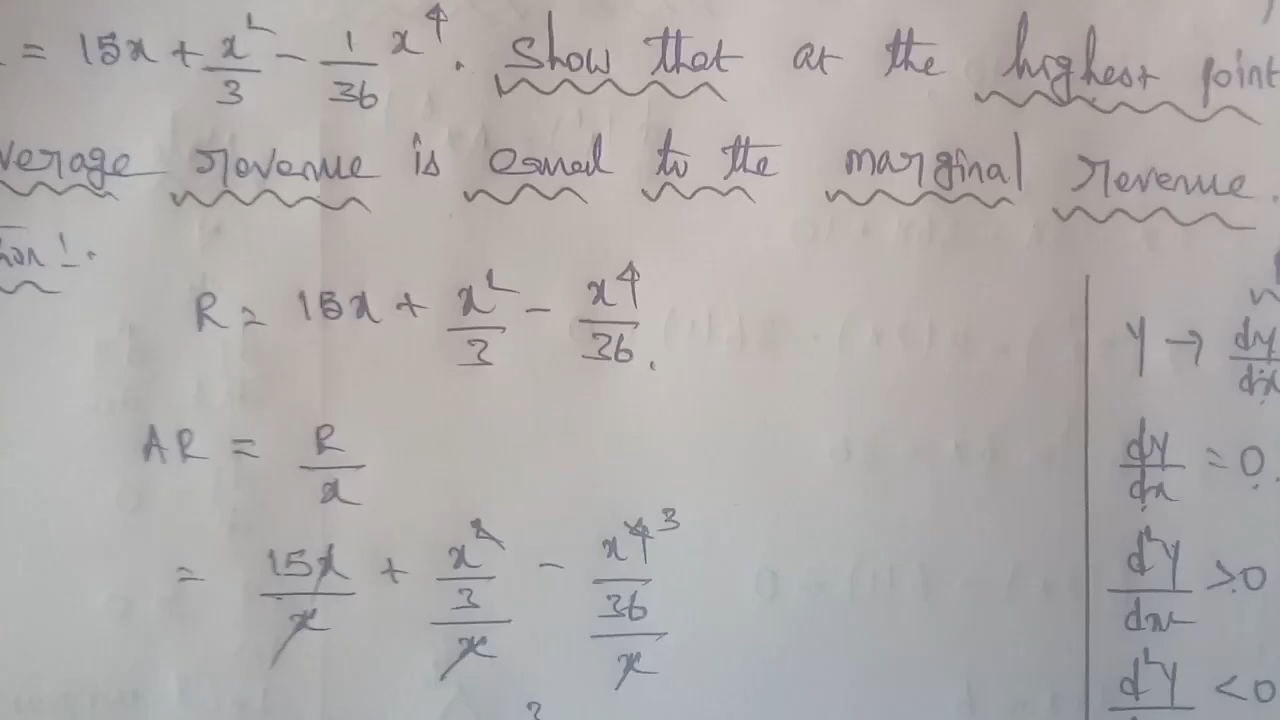 = 15x + x²/3 - 1/36 x⁴. Show that at the highest point
verage revenue is equal to the marginal revenue.
R = 15x + x²/3 - x⁴/36.
AR = R/x
= 15x/x + x²/3/x - x⁴ ³/36/x
y → dy/dx
dy/dx = 0.
d²y/dx² > 0
d²y < 0